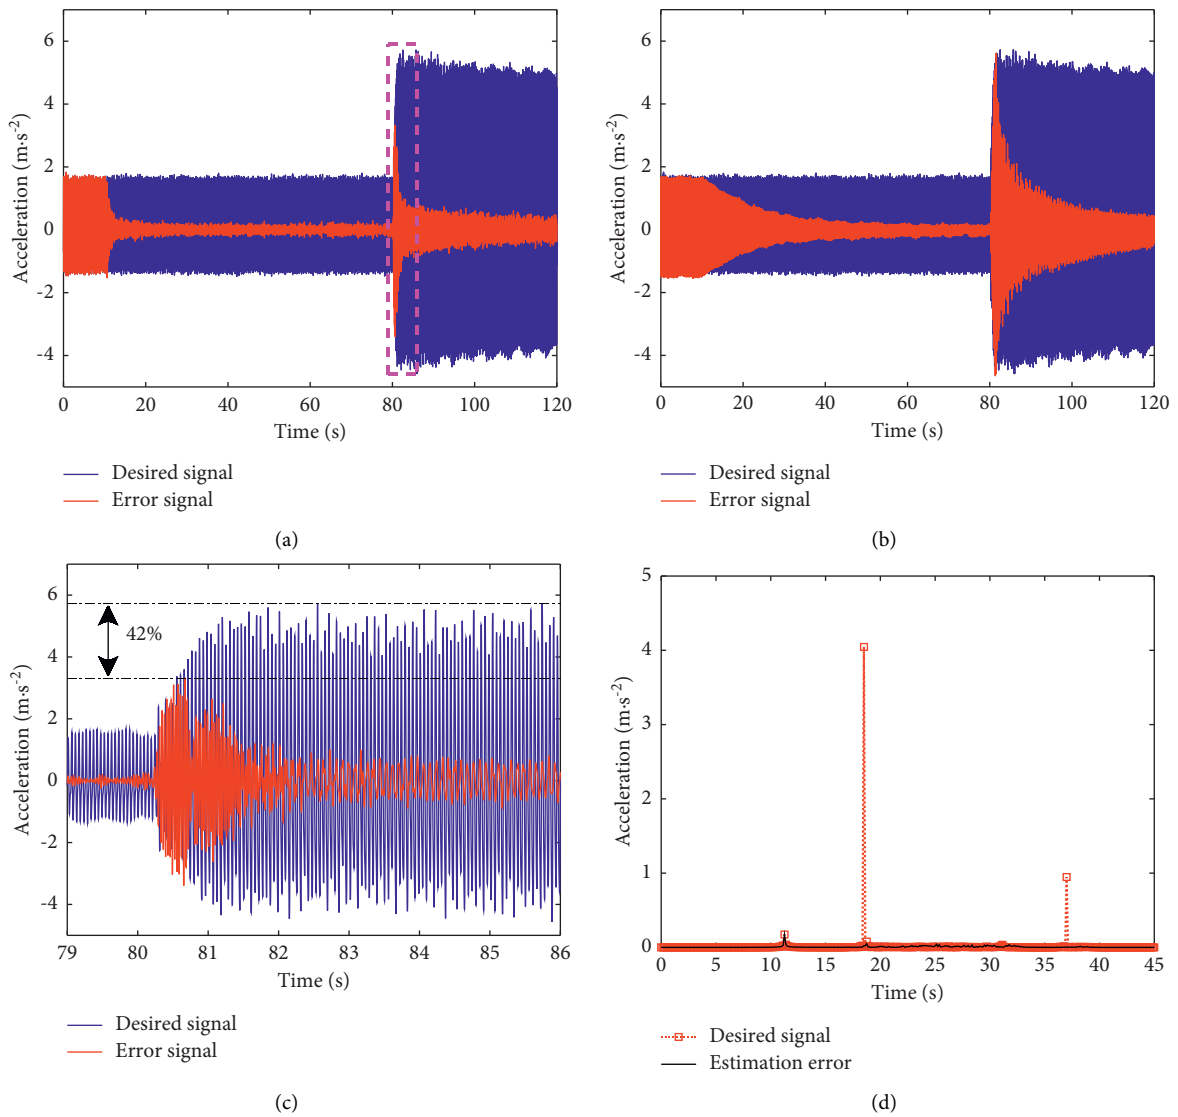 6
4
2
0
-2
-4
Acceleration (m·s-2)
0 20 40 60 80 100 120
Time (s)
Desired signal
Error signal
(a)
6
4
2
0
-2
-4
Acceleration (m·s-2)
0 20 40 60 80 100 120
Time (s)
Desired signal
Error signal
(b)
6
4
2
0
-2
-4
Acceleration (m·s-2)
42%
79 80 81 82 83 84 85 86
Time (s)
Desired signal
Error signal
(c)
5
4
3
2
1
0
Acceleration (m·s-2)
0 5 10 15 20 25 30 35 40 45
Time (s)
Desired signal
Estimation error
(d)